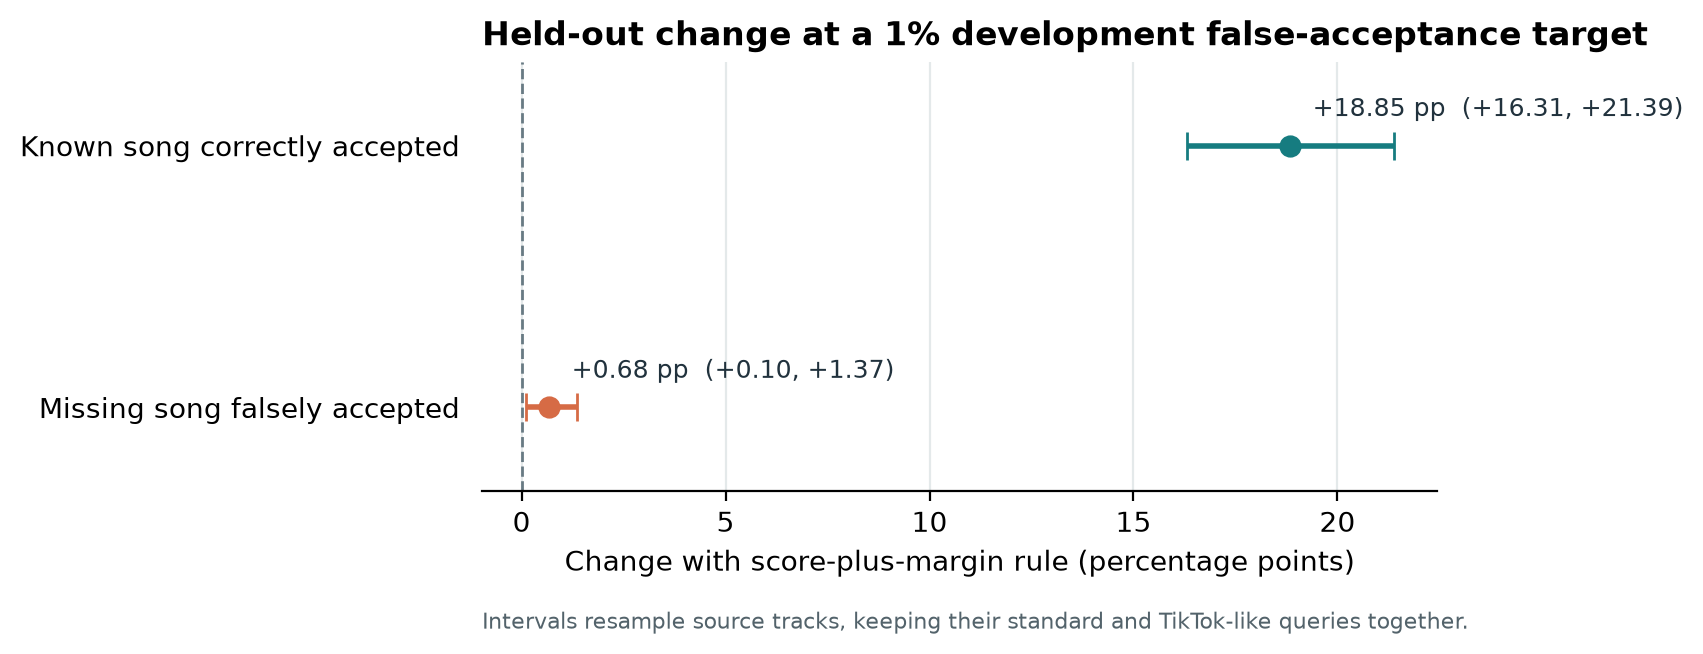 Held-out change at a 1% development false-acceptance target
+18.85 pp (+16.31, +21.39)
Known song correctly accepted
+0.68 pp (+0.10, +1.37)
Missing song falsely accepted
0 5 10 15 20
Change with score-plus-margin rule (percentage points)
Intervals resample source tracks, keeping their standard and TikTok-like queries together.